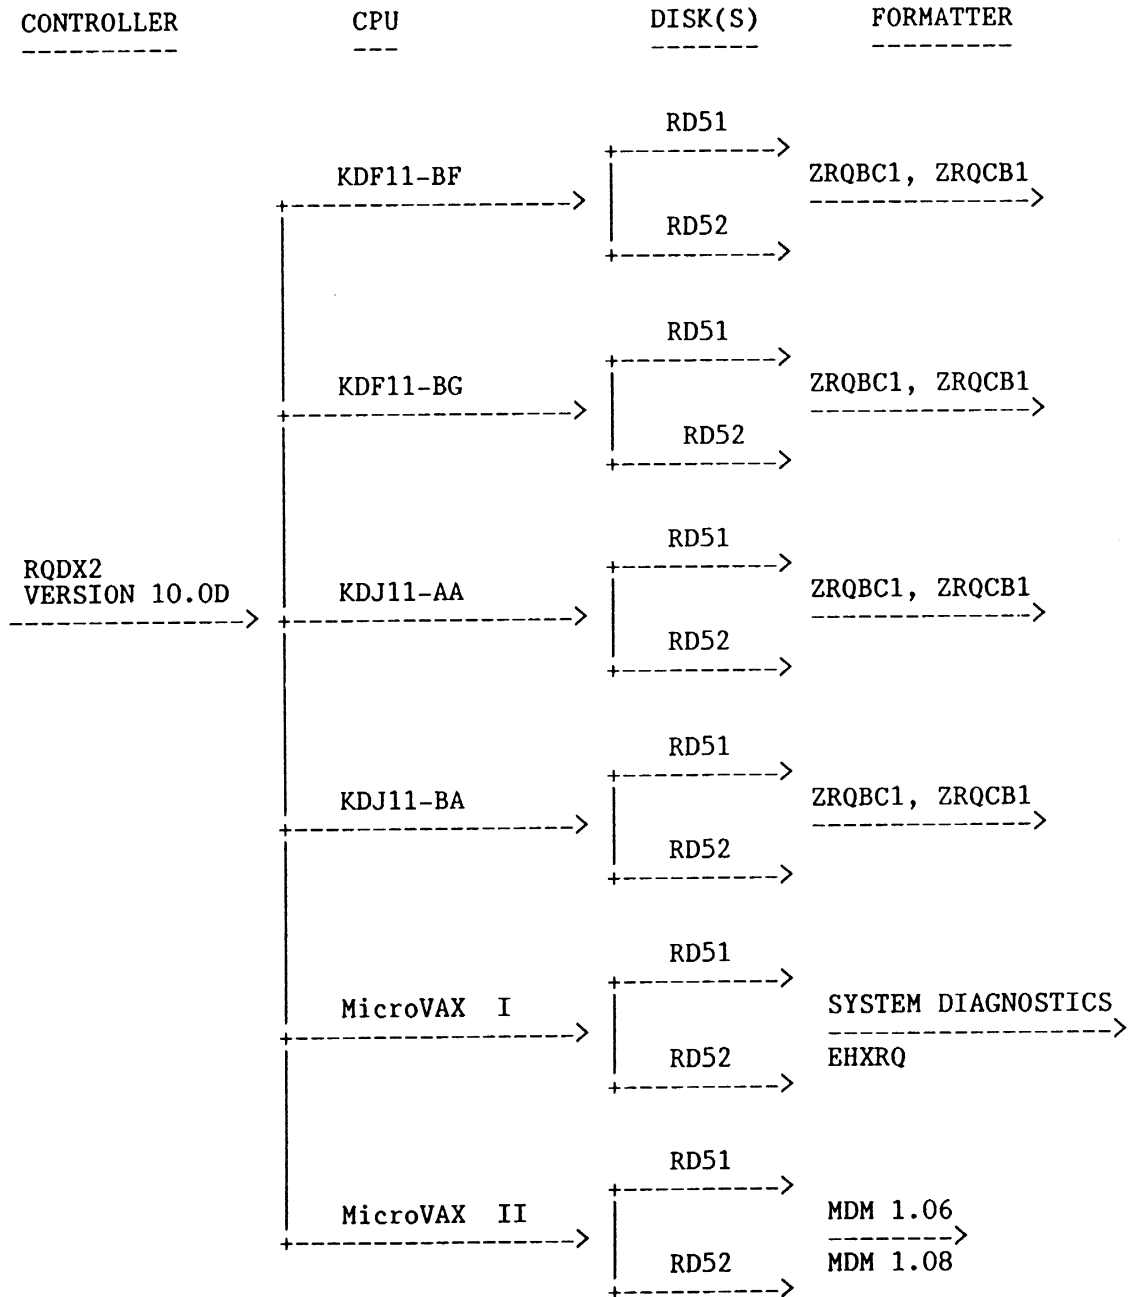 CONTROLLER CPU DISK(S) FORMATTER
RD51
KDF11-BF ZRQBC1, ZRQCB1
RD52
RD51
KDF11-BG ZRQBC1, ZRQCB1
RD52
RD51
RQDX2
VERSION 10.0D KDJ11-AA ZRQBC1, ZRQCB1
RD52
RD51
KDJ11-BA ZRQBC1, ZRQCB1
RD52
RD51
MicroVAX I SYSTEM DIAGNOSTICS
RD52 EHXRQ
RD51
MicroVAX II MDM 1.06
RD52 MDM 1.08